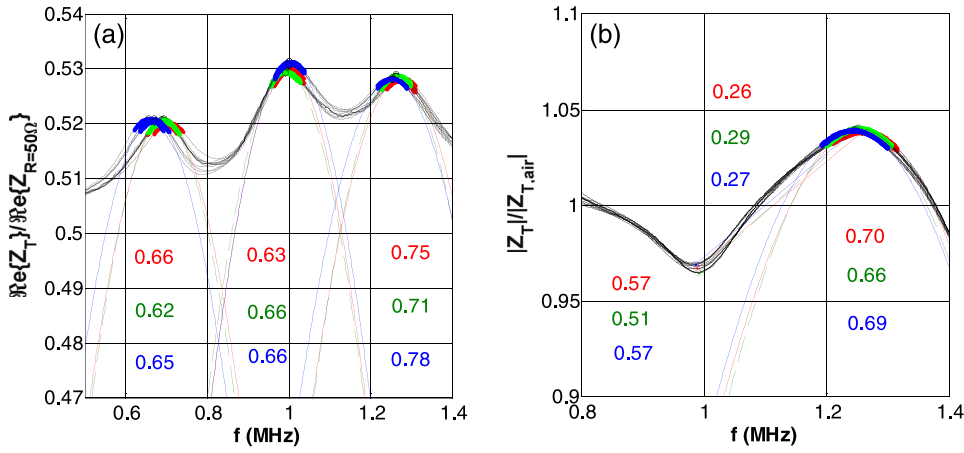 (a)
0.54
0.53
0.52
0.51
0.5
0.49
0.48
0.47
ℜe{Z_T}/ℜe{Z_R=50Ω}
0.66 0.63 0.75
0.62 0.66 0.71
0.65 0.66 0.78
0.6 0.8 1 1.2 1.4
f (MHz)
(b)
1.1
1.05
1
0.95
0.9
|Z_T|/|Z_T,air|
0.26
0.29
0.27
0.57 0.70
0.51 0.66
0.57 0.69
0.8 1 1.2 1.4
f (MHz)